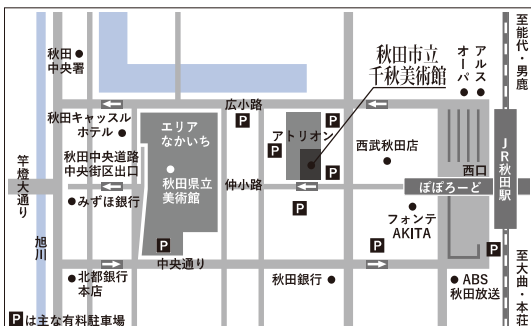 秋田
中央署
秋田市立
千秋美術館
オーパ
アルス
至能代・男鹿
広小路
秋田キャッスル
ホテル
エリア
なかいち
P
P
アトリオン
P
西武秋田店
西口
JR秋田駅
竿燈大通り
秋田中央道路
中央街区出口
秋田県立
美術館
仲小路
ぽぽろーど
みずほ銀行
P
フォンテ
AKITA
旭川
P
中央通り
P
P
至大曲・本荘
北都銀行
本店
秋田銀行
ABS
秋田放送
Pは主な有料駐車場